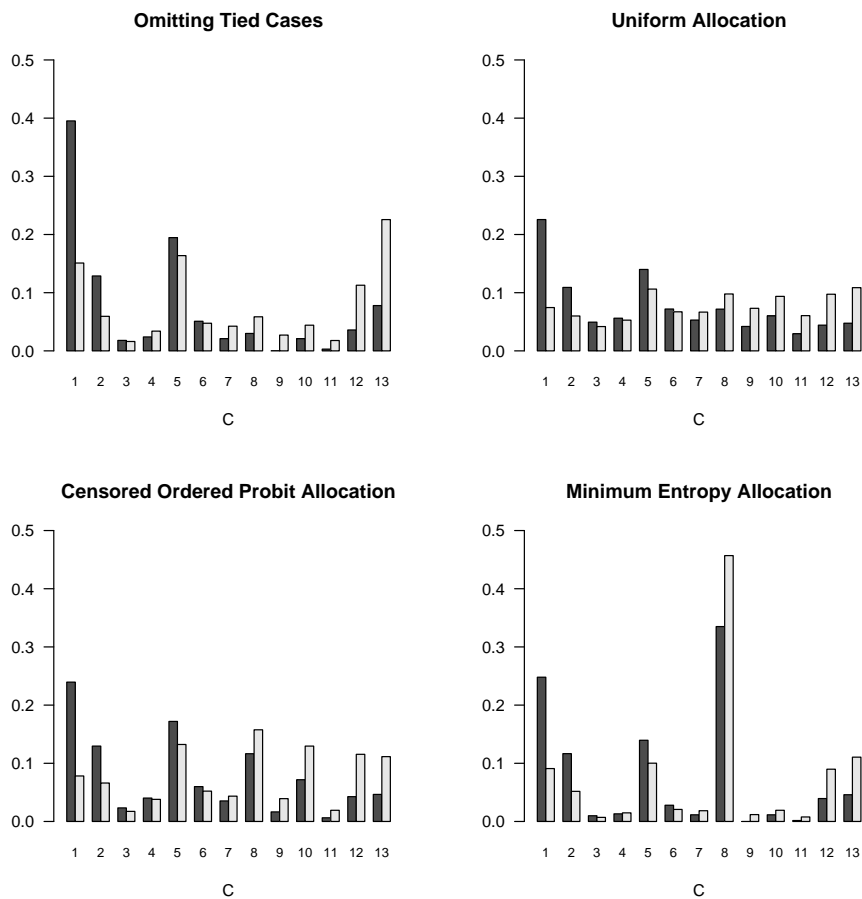 Omitting Tied Cases
0.5
0.4
0.3
0.2
0.1
0.0
1 2 3 4 5 6 7 8 9 10 11 12 13
C
Uniform Allocation
0.5
0.4
0.3
0.2
0.1
0.0
1 2 3 4 5 6 7 8 9 10 11 12 13
C
Censored Ordered Probit Allocation
0.5
0.4
0.3
0.2
0.1
0.0
1 2 3 4 5 6 7 8 9 10 11 12 13
C
Minimum Entropy Allocation
0.5
0.4
0.3
0.2
0.1
0.0
1 2 3 4 5 6 7 8 9 10 11 12 13
C